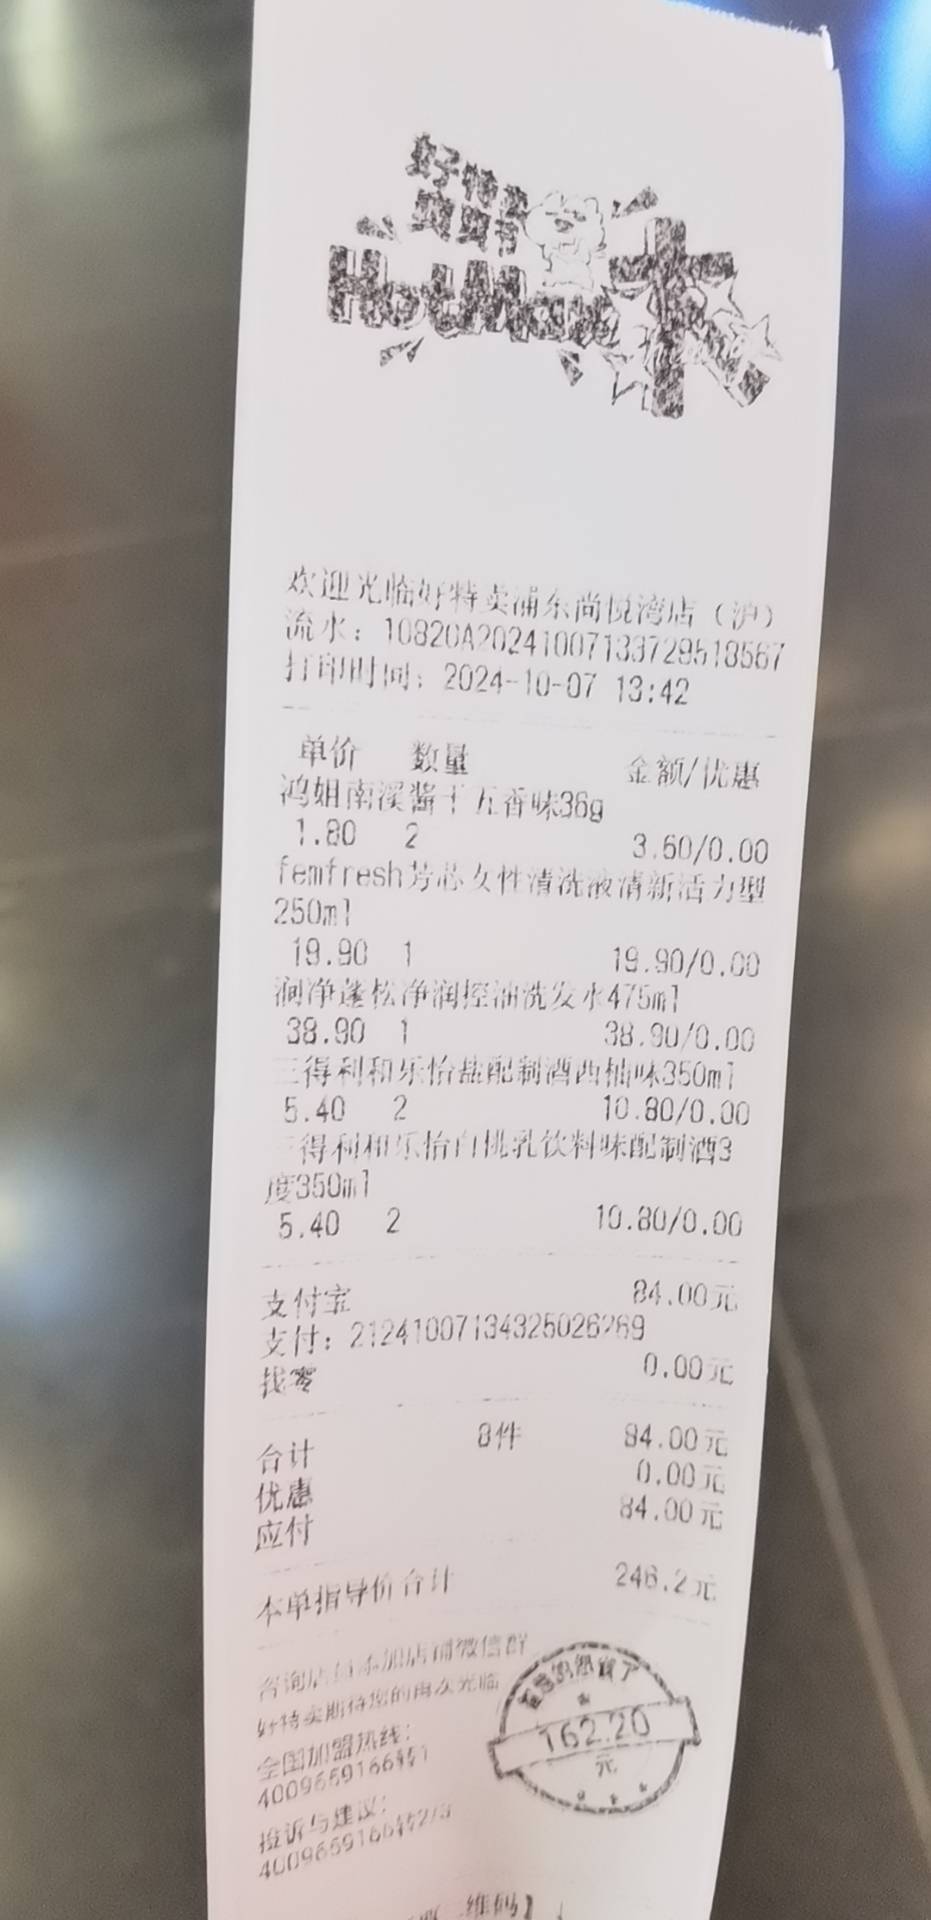 好特卖
HotMaxx
欢迎光临好特卖浦东尚悦湾店（沪）
流水：10820A20241007133729518567
打印时间：2024-10-07 13:42
单价 数量 金额/优惠
鸿姐南溪酱干五香味36g
1.80 2 3.60/0.00
femfresh芳芯女性清洗液清新活力型
250ml
19.90 1 19.90/0.00
润净蓬松净润控油洗发水475ml
38.90 1 38.90/0.00
三得利和乐怡盐配制酒西柚味350ml
5.40 2 10.80/0.00
三得利和乐怡白桃乳饮料味配制酒3
度350ml
5.40 2 10.80/0.00
支付宝 84.00元
支付：21241007134325026269
找零 0.00元
合计 8件 84.00元
优惠 0.00元
应付 84.00元
本单指导价合计 246.2元
咨询店员添加店铺微信群
好特卖期待您的再次光临
全国加盟热线：
4009659166转1
投诉与建议：
4009659166转2/3
162.20
元
二维码】